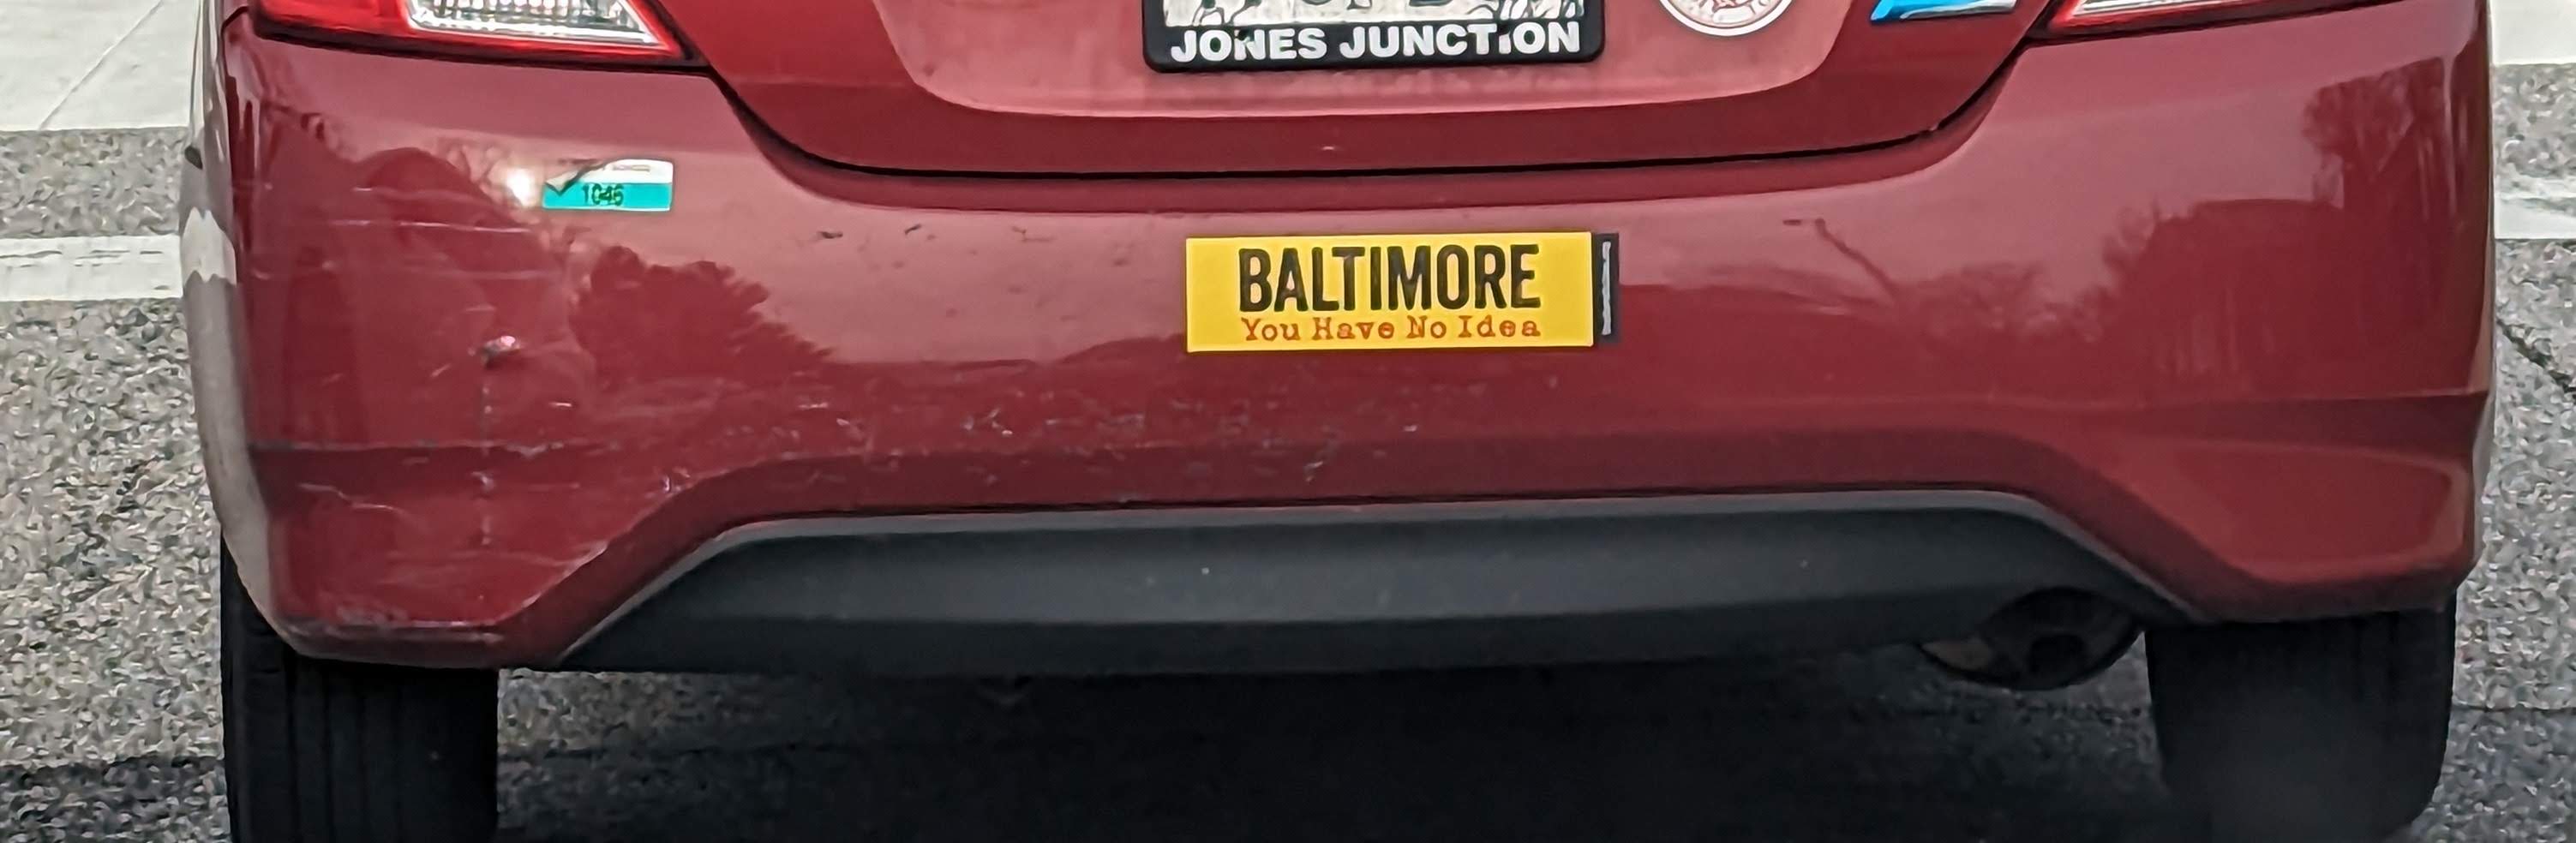 JONES JUNCTION
1046
BALTIMORE
You Have No Idea